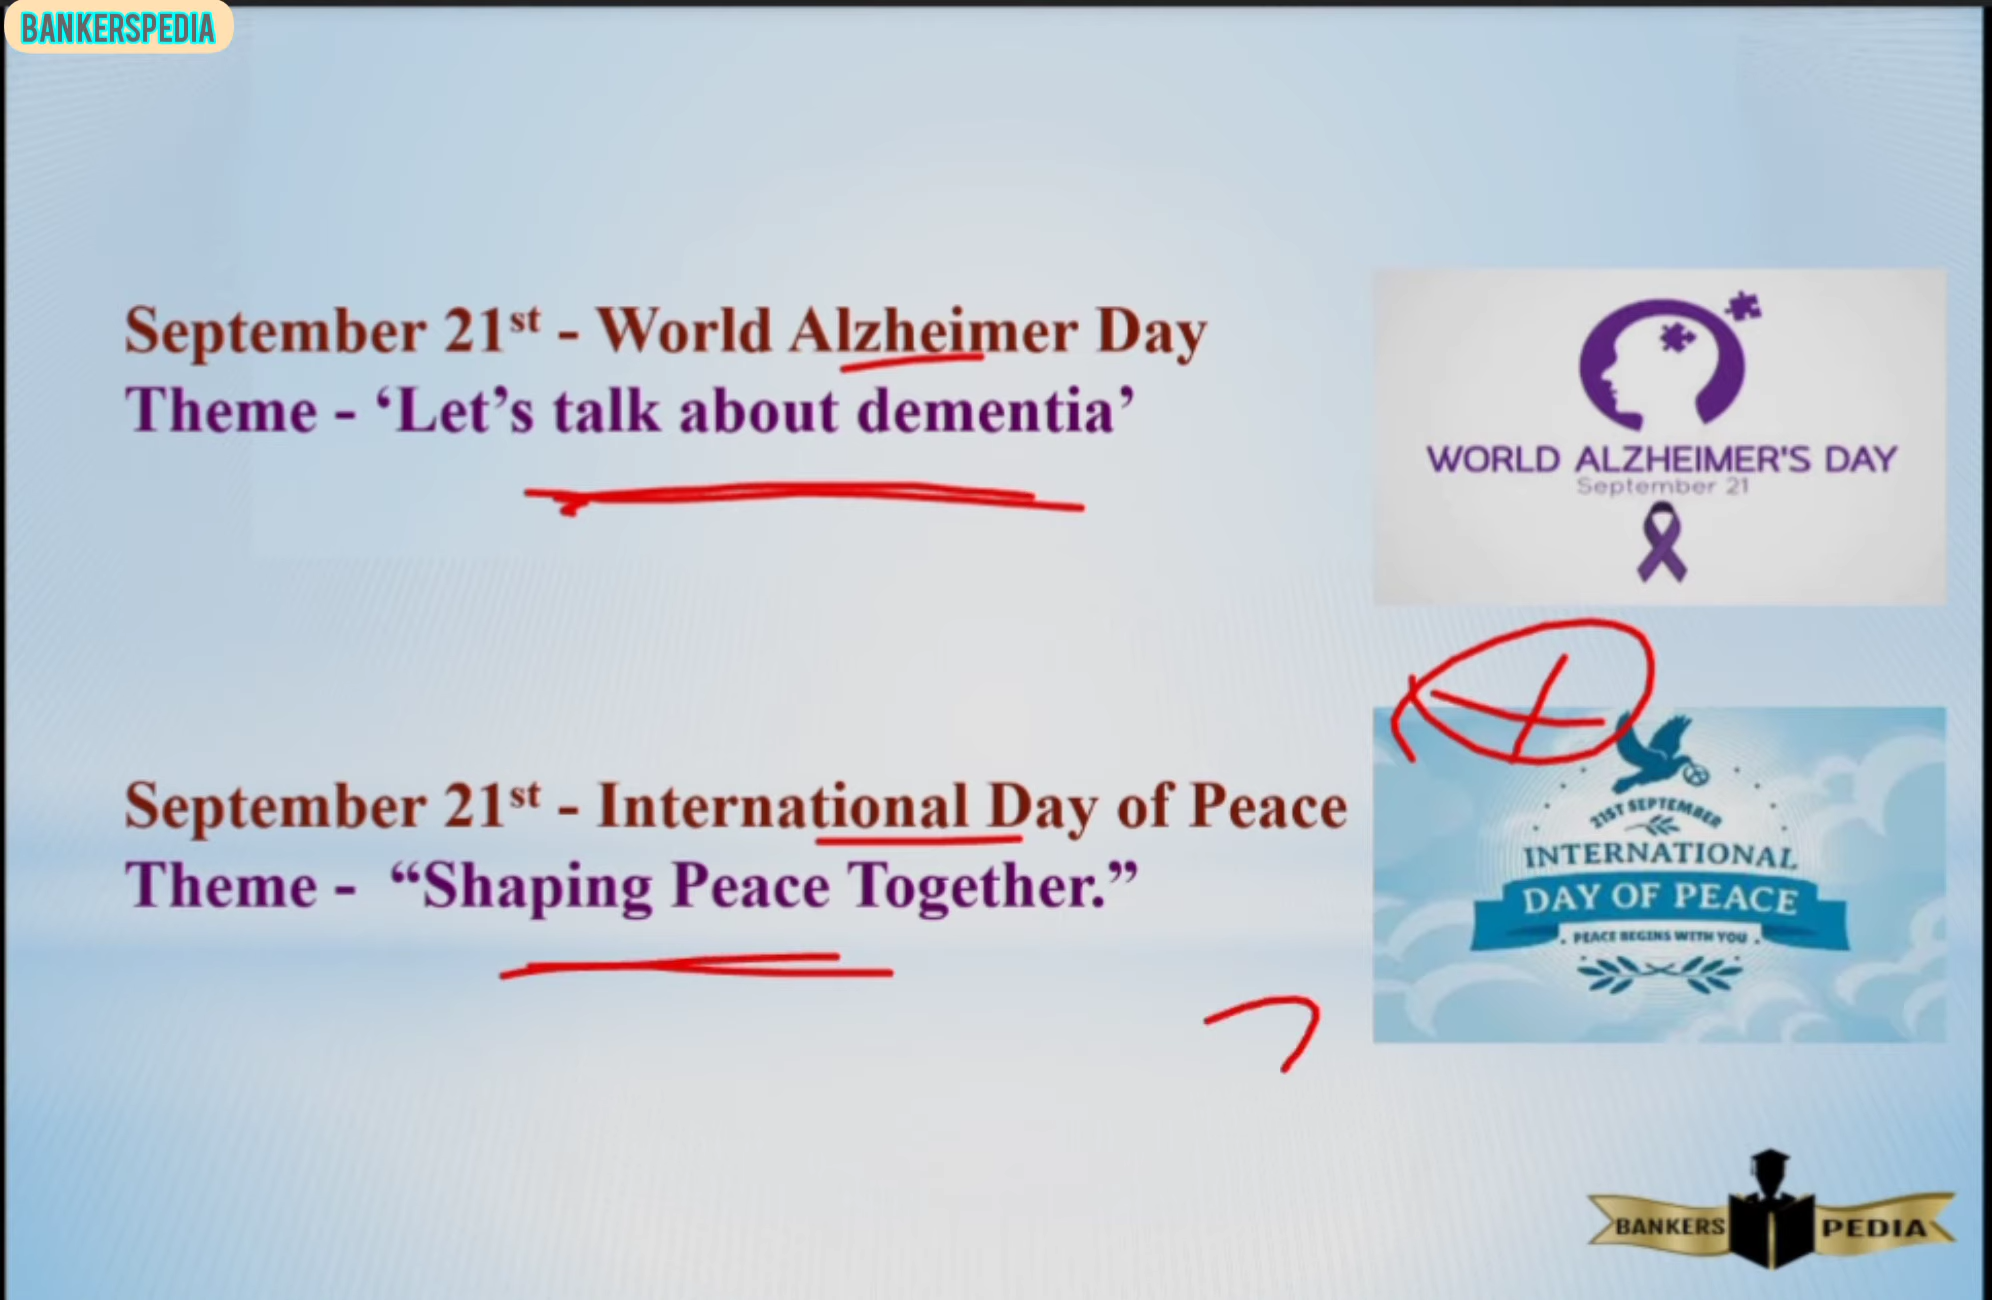 BANKERSPEDIA
September 21st - World Alzheimer Day
Theme - ‘Let’s talk about dementia’
WORLD ALZHEIMER'S DAY
September 21
September 21st - International Day of Peace
Theme - “Shaping Peace Together.”
21ST SEPTEMBER
INTERNATIONAL
DAY OF PEACE
PEACE BEGINS WITH YOU
BANKERS PEDIA